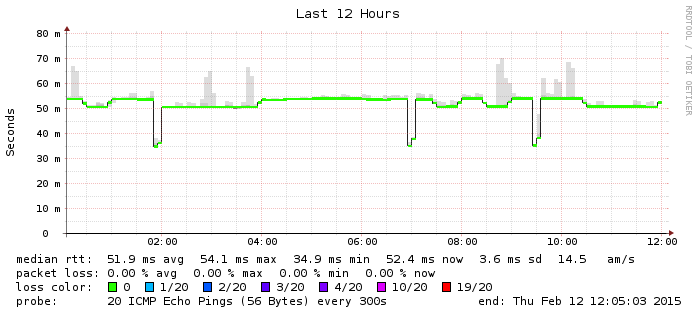 Last 12 Hours
RRDTOOL / TOBI OETIKER
Seconds
80 m
70 m
60 m
50 m
40 m
30 m
20 m
10 m
0
02:00 04:00 06:00 08:00 10:00 12:00
median rtt: 51.9 ms avg 54.1 ms max 34.9 ms min 52.4 ms now 3.6 ms sd 14.5 am/s
packet loss: 0.00 % avg 0.00 % max 0.00 % min 0.00 % now
loss color: 0 1/20 2/20 3/20 4/20 10/20 19/20
probe: 20 ICMP Echo Pings (56 Bytes) every 300s end: Thu Feb 12 12:05:03 2015